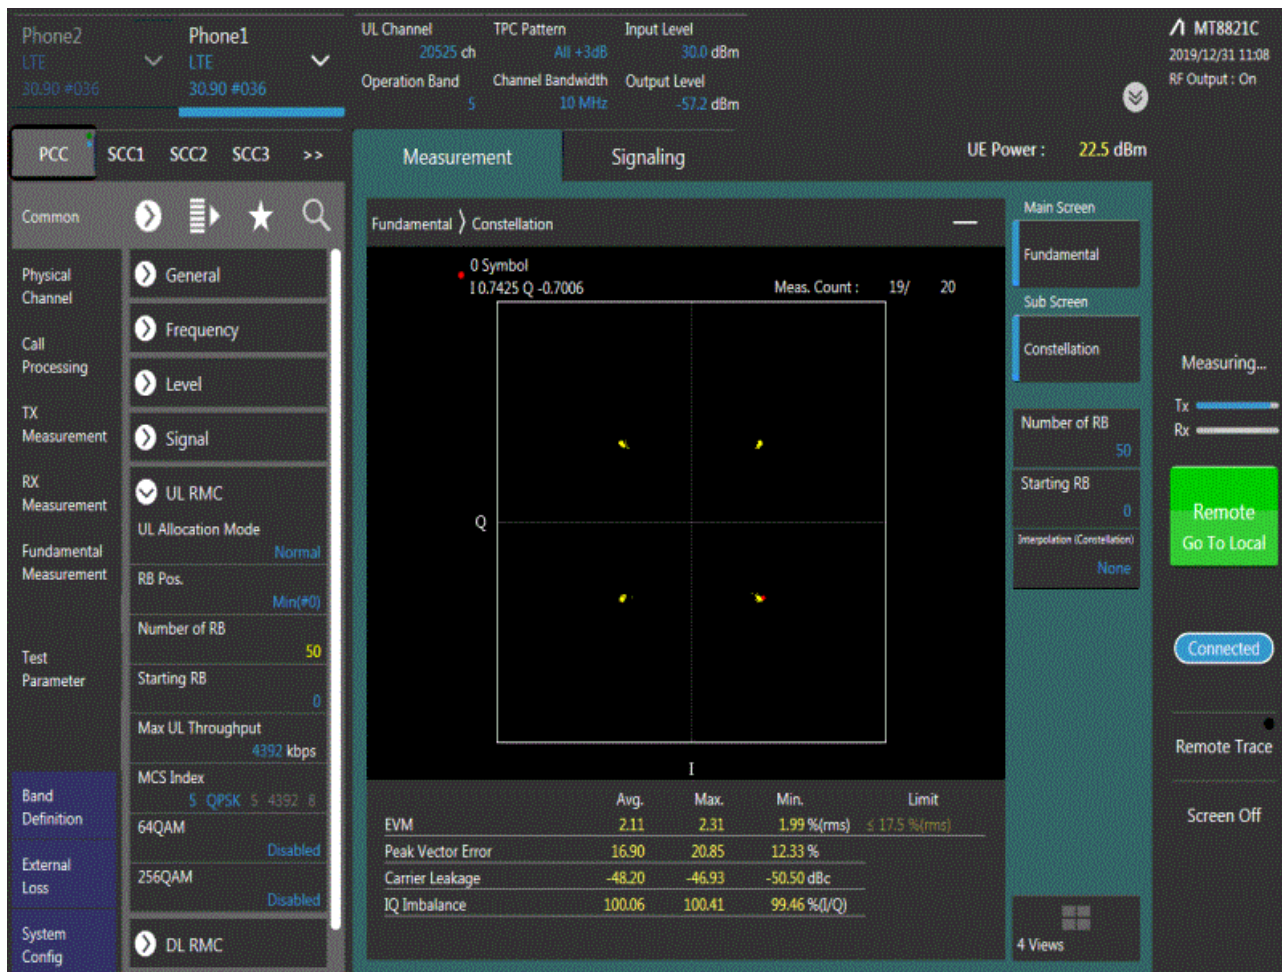 Phone2
LTE
30.90 #036
Phone1
LTE
30.90 #036
UL Channel
20525 ch
TPC Pattern
All +3dB
Input Level
30.0 dBm
Operation Band
5
Channel Bandwidth
10 MHz
Output Level
-57.2 dBm
MT8821C
2019/12/31 11:08
RF Output : On
PCC SCC1 SCC2 SCC3 >>
Measurement
Signaling
UE Power : 22.5 dBm
Common
Physical
Channel
Call
Processing
TX
Measurement
RX
Measurement
Fundamental
Measurement
Test
Parameter
Band
Definition
External
Loss
System
Config
General
Frequency
Level
Signal
UL RMC
UL Allocation Mode
Normal
RB Pos.
Min(#0)
Number of RB
50
Starting RB
0
Max UL Throughput
4392 kbps
MCS Index
5 QPSK 5 4392 8
64QAM
Disabled
256QAM
Disabled
DL RMC
Fundamental 〉 Constellation
0 Symbol
I 0.7425 Q -0.7006
Meas. Count : 19/ 20
Q
I
Avg. Max. Min. Limit
EVM 2.11 2.31 1.99 %(rms) ≤ 17.5 %(rms)
Peak Vector Error 16.90 20.85 12.33 %
Carrier Leakage -48.20 -46.93 -50.50 dBc
IQ Imbalance 100.06 100.41 99.46 %(I/Q)
Main Screen
Fundamental
Sub Screen
Constellation
Number of RB
50
Starting RB
0
Interpolation (Constellation)
None
4 Views
Measuring...
Tx
Rx
Remote
Go To Local
Connected
Remote Trace
Screen Off